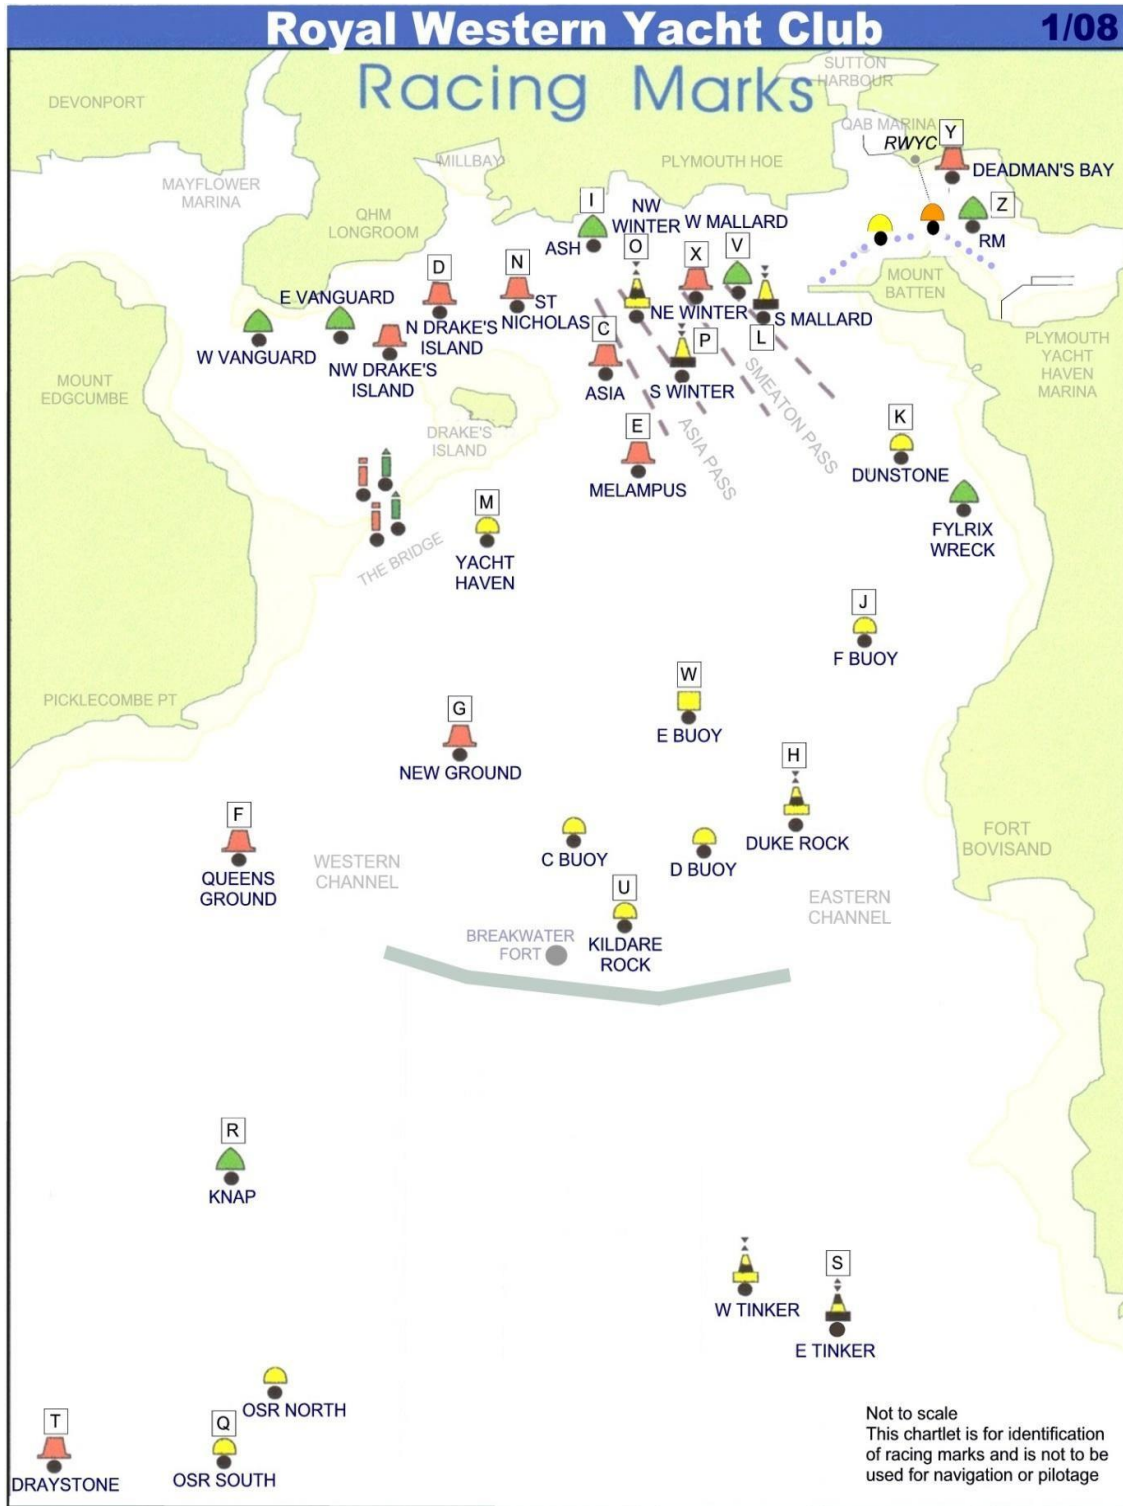 Royal Western Yacht Club
1/08
Racing Marks
SUTTON
HARBOUR
DEVONPORT
QAB MARINA
Y
RWYC
MILLBAY
PLYMOUTH HOE
DEADMAN'S BAY
MAYFLOWER
MARINA
I
NW
WINTER
W MALLARD
Z
QHM
LONGROOM
ASH
O
X
V
RM
D
N
MOUNT
BATTEN
E VANGUARD
ST
NICHOLAS
NE WINTER
S MALLARD
N DRAKE'S
ISLAND
C
P
L
W VANGUARD
NW DRAKE'S
ISLAND
PLYMOUTH
YACHT
HAVEN
MARINA
MOUNT
EDGCUMBE
ASIA
S WINTER
SMEATON PASS
ASIA PASS
DRAKE'S
ISLAND
E
K
MELAMPUS
DUNSTONE
M
FYLRIX
WRECK
THE BRIDGE
YACHT
HAVEN
J
F BUOY
W
PICKLECOMBE PT
G
E BUOY
NEW GROUND
H
F
DUKE ROCK
FORT
BOVISAND
C BUOY
D BUOY
WESTERN
CHANNEL
QUEENS
GROUND
U
EASTERN
CHANNEL
BREAKWATER
FORT
KILDARE
ROCK
R
KNAP
S
W TINKER
E TINKER
OSR NORTH
T
Q
DRAYSTONE
OSR SOUTH
Not to scale
This chartlet is for identification
of racing marks and is not to be
used for navigation or pilotage